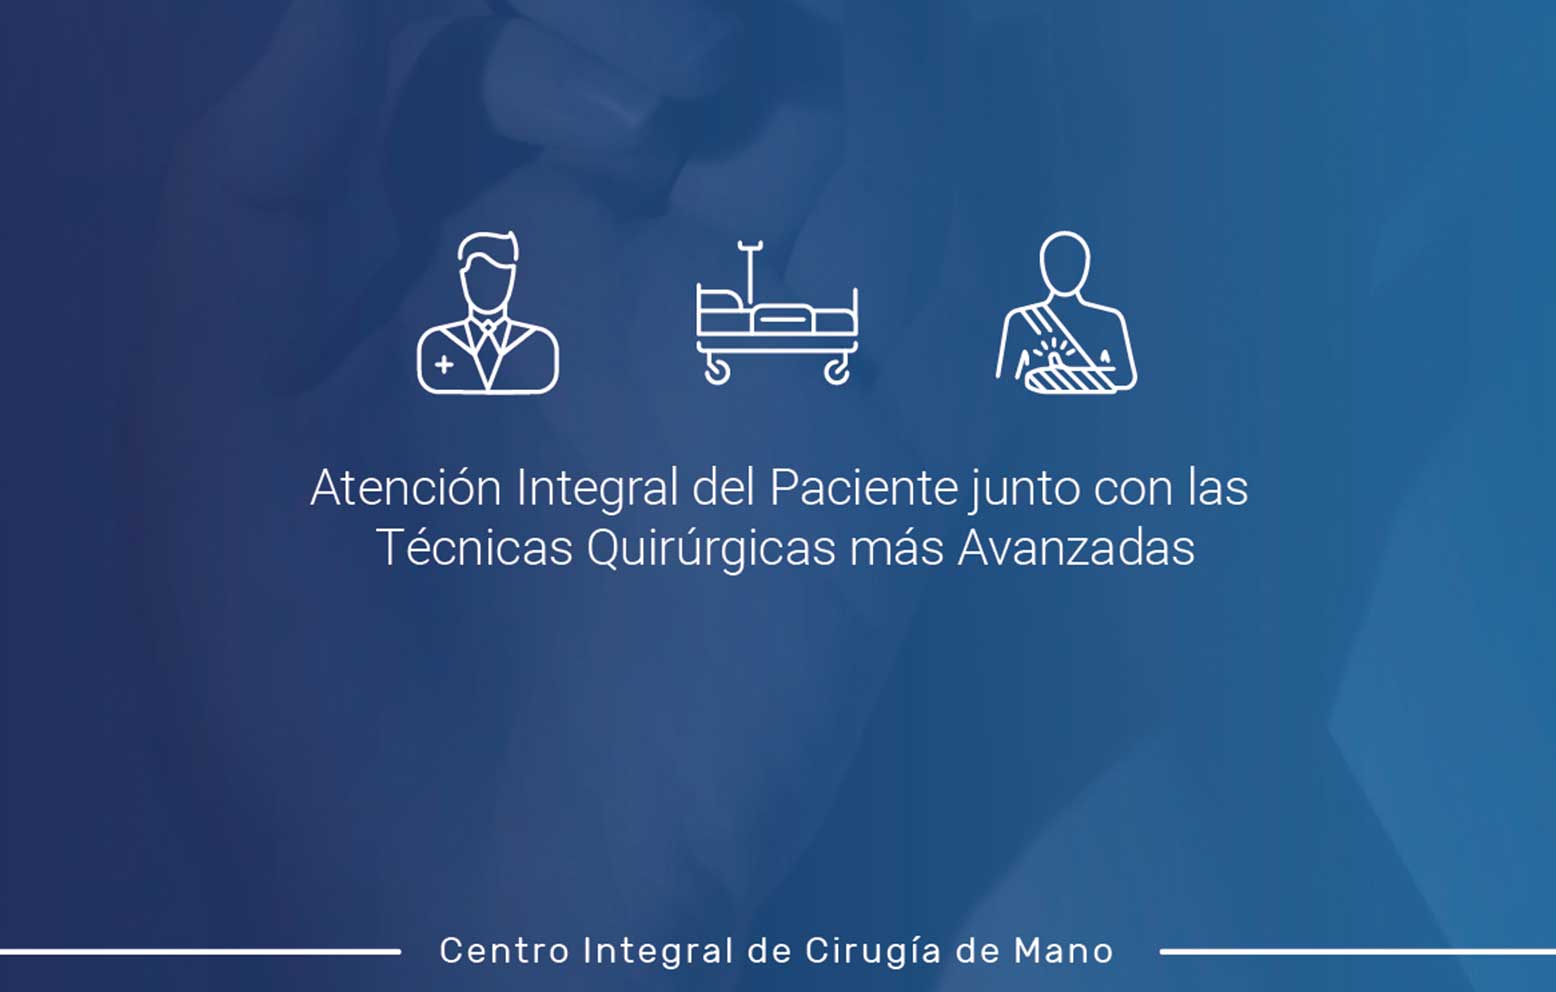 Atención Integral del Paciente junto con las
Técnicas Quirúrgicas más Avanzadas
Centro Integral de Cirugía de Mano